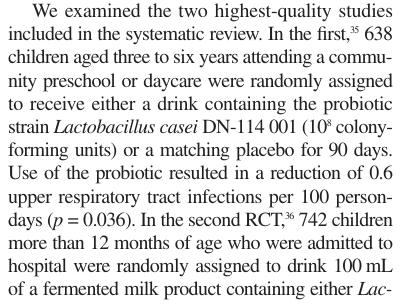 We examined the two highest-quality studies
included in the systematic review. In the first,³⁵ 638
children aged three to six years attending a commu-
nity preschool or daycare were randomly assigned
to receive either a drink containing the probiotic
strain Lactobacillus casei DN-114 001 (10⁸ colony-
forming units) or a matching placebo for 90 days.
Use of the probiotic resulted in a reduction of 0.6
upper respiratory tract infections per 100 person-
days (p = 0.036). In the second RCT,³⁶ 742 children
more than 12 months of age who were admitted to
hospital were randomly assigned to drink 100 mL
of a fermented milk product containing either Lac-